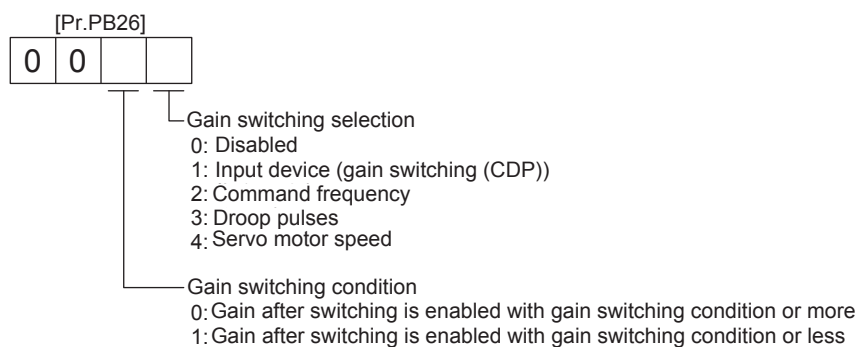 [Pr.PB26]
0 0
Gain switching selection
0: Disabled
1: Input device (gain switching (CDP))
2: Command frequency
3: Droop pulses
4: Servo motor speed
Gain switching condition
0: Gain after switching is enabled with gain switching condition or more
1: Gain after switching is enabled with gain switching condition or less